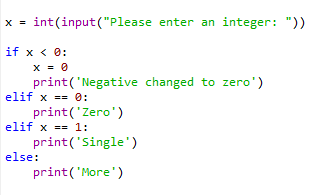 x = int(input("Please enter an integer: "))
if x < 0:
    x = 0
    print('Negative changed to zero')
elif x == 0:
    print('Zero')
elif x == 1:
    print('Single')
else:
    print('More')